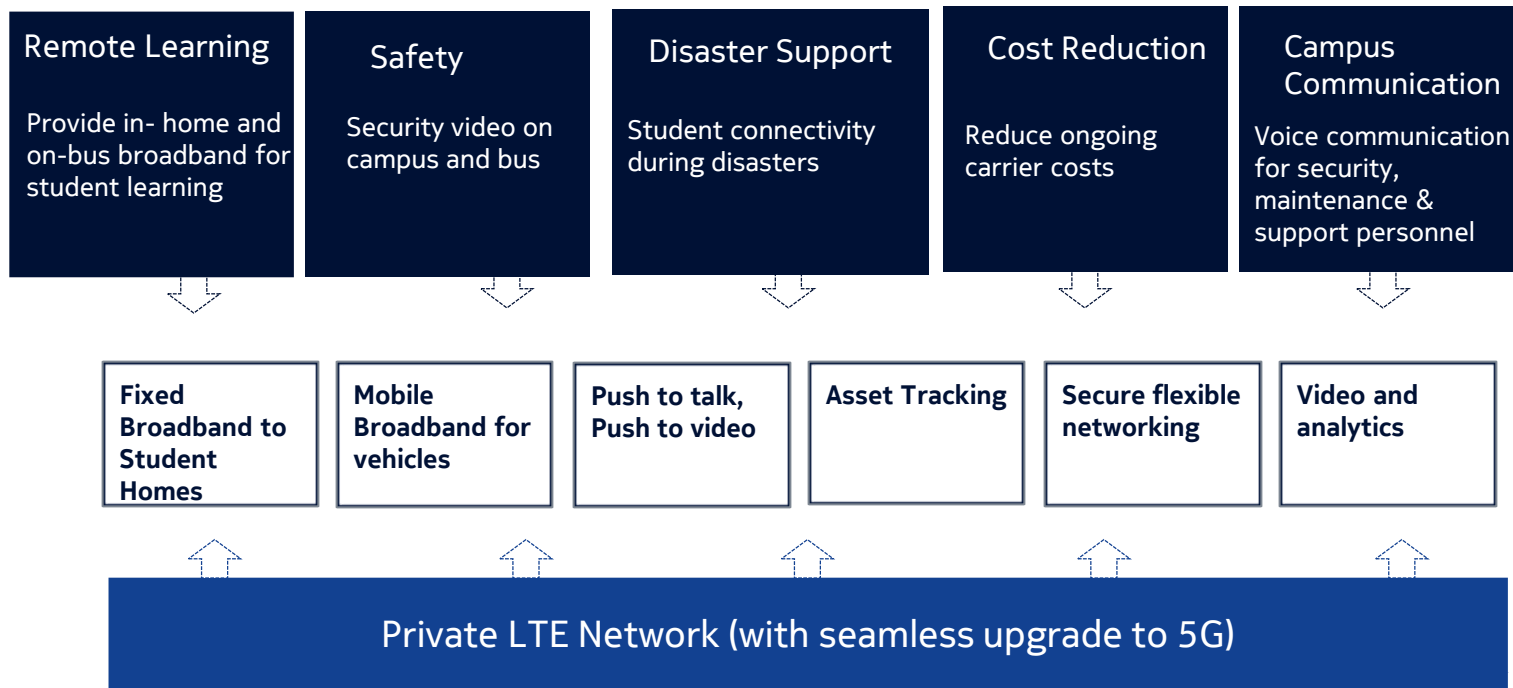 Remote Learning
Provide in- home and
on-bus broadband for
student learning
Safety
Security video on
campus and bus
Disaster Support
Student connectivity
during disasters
Cost Reduction
Reduce ongoing
carrier costs
Campus
Communication
Voice communication
for security,
maintenance &
support personnel
Fixed
Broadband to
Student
Homes
Mobile
Broadband for
vehicles
Push to talk,
Push to video
Asset Tracking
Secure flexible
networking
Video and
analytics
Private LTE Network (with seamless upgrade to 5G)